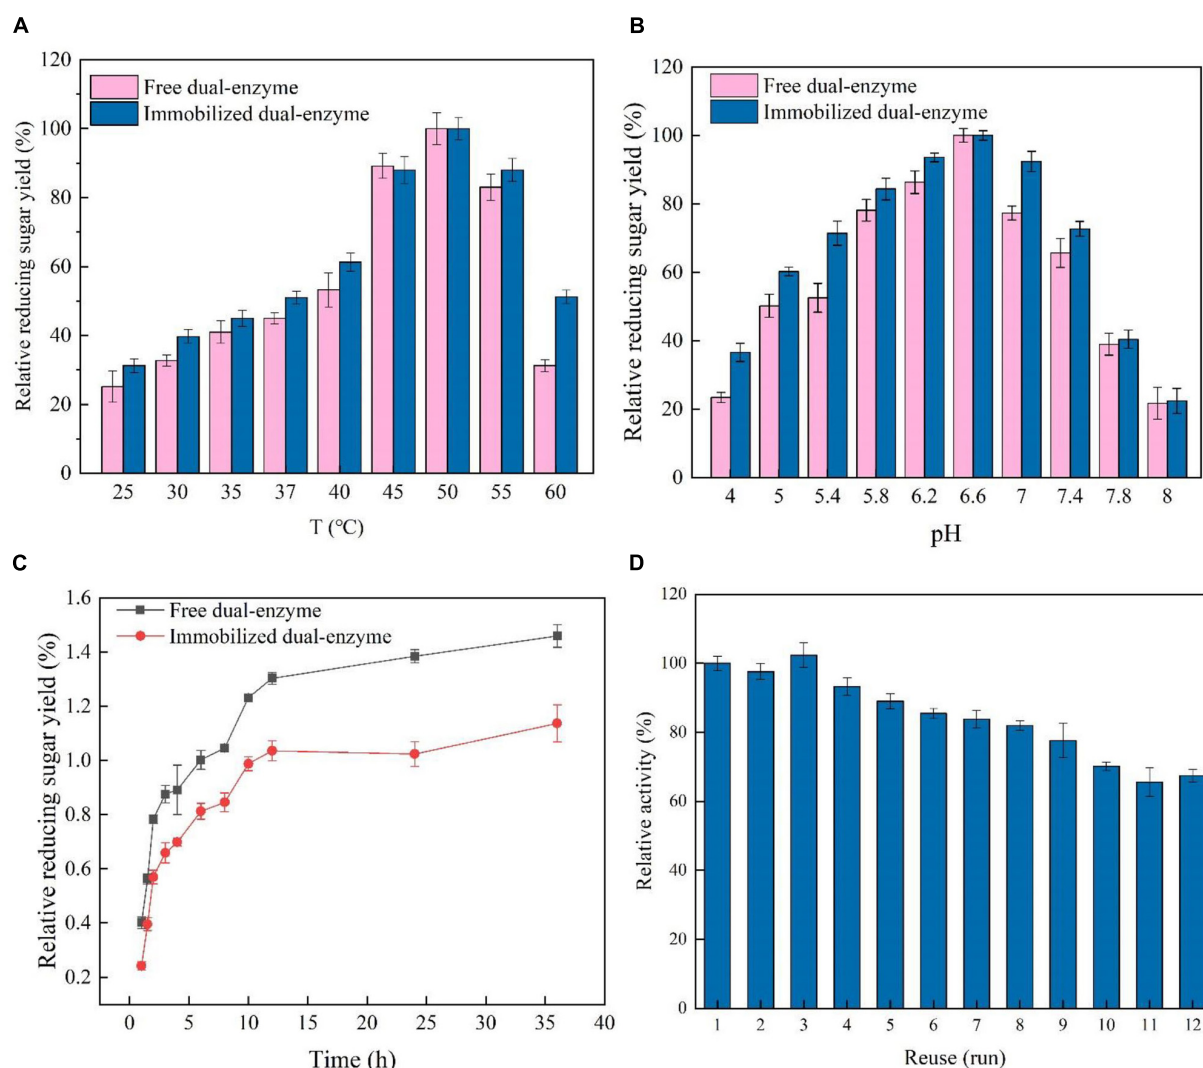 A
Relative reducing sugar yield (%)
120
100
80
60
40
20
0
Free dual-enzyme
Immobilized dual-enzyme
25 30 35 37 40 45 50 55 60
T (℃)
B
Relative reducing sugar yield (%)
120
100
80
60
40
20
0
Free dual-enzyme
Immobilized dual-enzyme
4 5 5.4 5.8 6.2 6.6 7 7.4 7.8 8
pH
C
Relative reducing sugar yield (%)
1.6
1.4
1.2
1.0
0.8
0.6
0.4
0.2
Free dual-enzyme
Immobilized dual-enzyme
0 5 10 15 20 25 30 35 40
Time (h)
D
Relative activity (%)
120
100
80
60
40
20
0
1 2 3 4 5 6 7 8 9 10 11 12
Reuse (run)